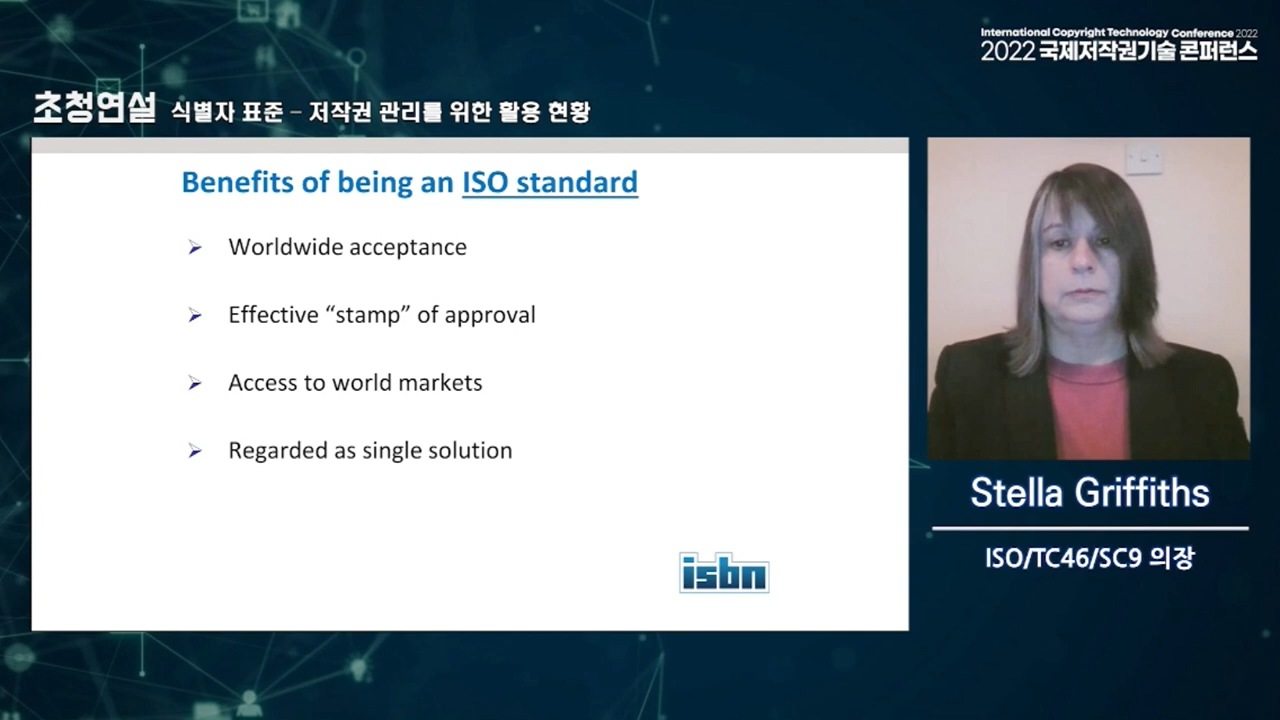 International Copyright Technology Conference 2022
2022 국제저작권기술 콘퍼런스
초청연설 식별자 표준 – 저작권 관리를 위한 활용 현황
Benefits of being an ISO standard
➢ Worldwide acceptance
➢ Effective “stamp” of approval
➢ Access to world markets
➢ Regarded as single solution
isbn
Stella Griffiths
ISO/TC46/SC9 의장